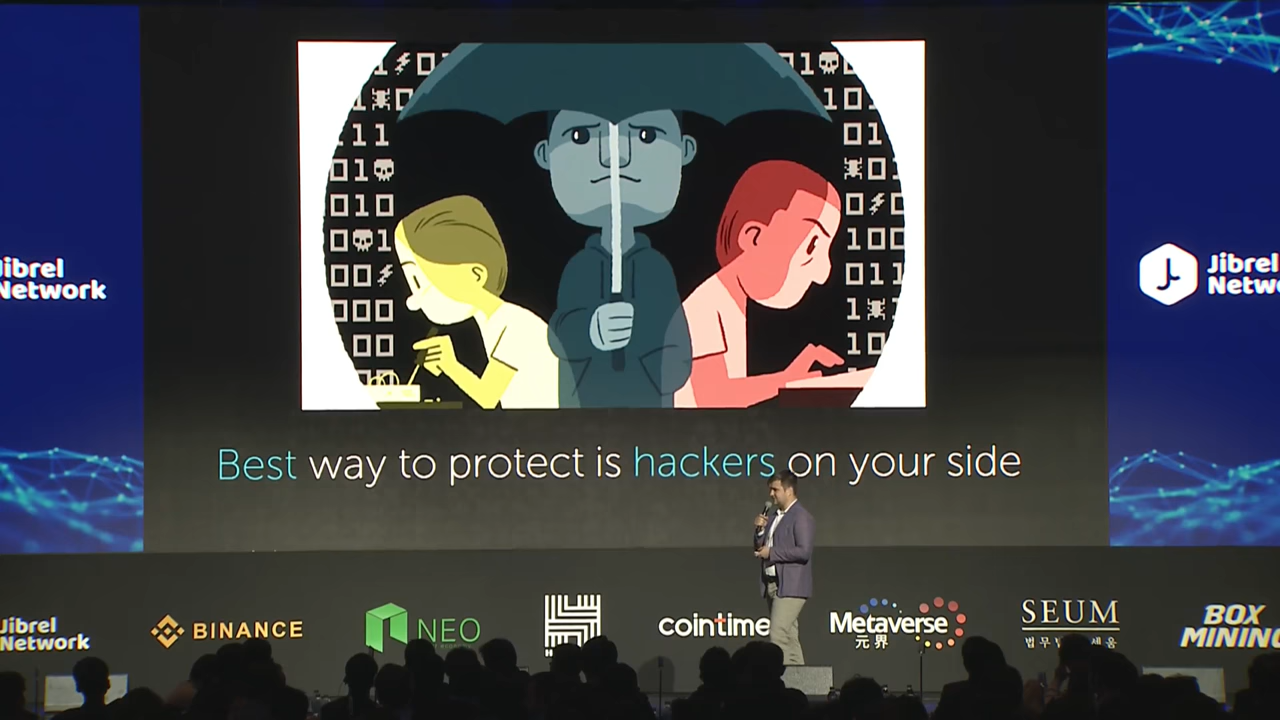 Best way to protect is hackers on your side
Jibrel
Network
Jibrel
Jibrel
Network
BINANCE
NEO
cointime
Metaverse
元界
SEUM
BOX
MINING